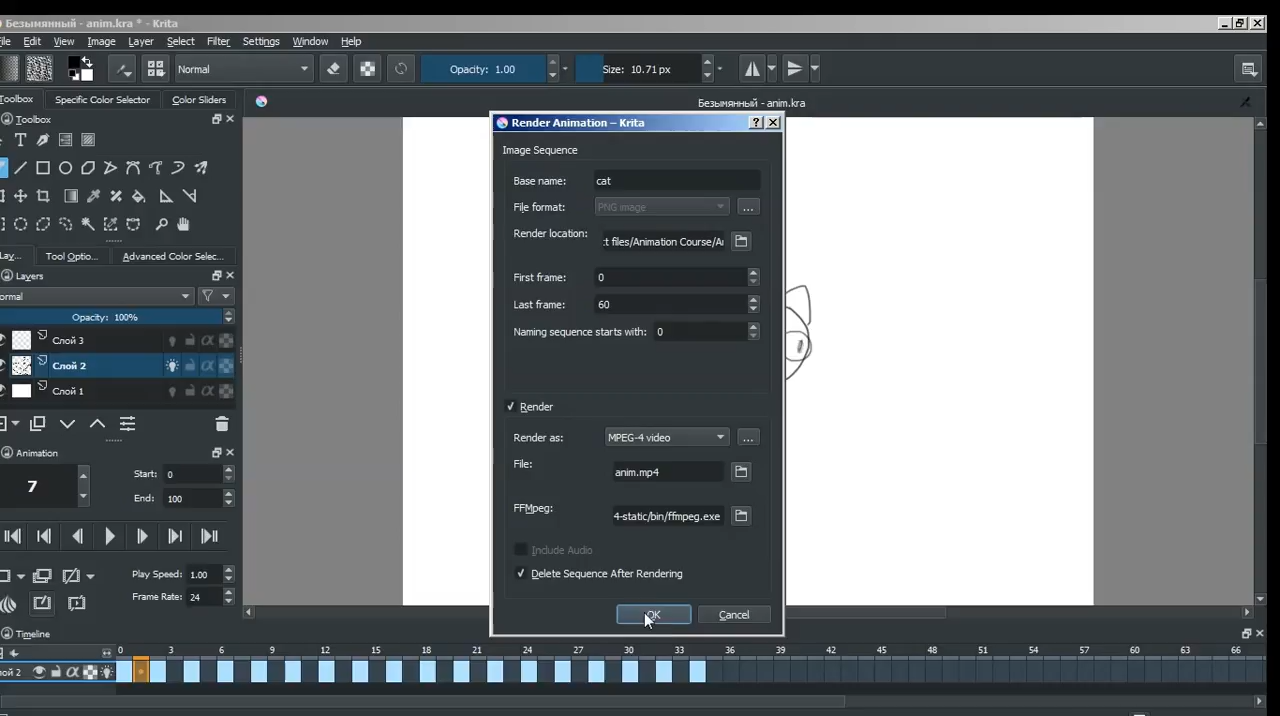 Безымянный - anim.kra * - Krita
File Edit View Image Layer Select Filter Settings Window Help
Normal
Opacity: 1.00
Size: 10.71 px
Toolbox Specific Color Selector Color Sliders
Безымянный - anim.kra
Toolbox
Render Animation – Krita
Image Sequence
Base name: cat
File format: PNG image ...
Render location: :t files/Animation Course/Ai
First frame: 0
Last frame: 60
Naming sequence starts with: 0
Render
Render as: MPEG-4 video ...
File: anim.mp4
FFMpeg: 4-static/bin/ffmpeg.exe
Include Audio
Delete Sequence After Rendering
OK Cancel
Lay... Tool Optio... Advanced Color Selec...
Layers
ormal
Opacity: 100%
Слой 3
Слой 2
Слой 1
Animation
7
Start: 0
End: 100
Play Speed: 1.00
Frame Rate: 24
Timeline
0 3 6 9 12 15 18 21 24 27 30 33 36 39 42 45 48 51 54 57 60 63 66
лой 2